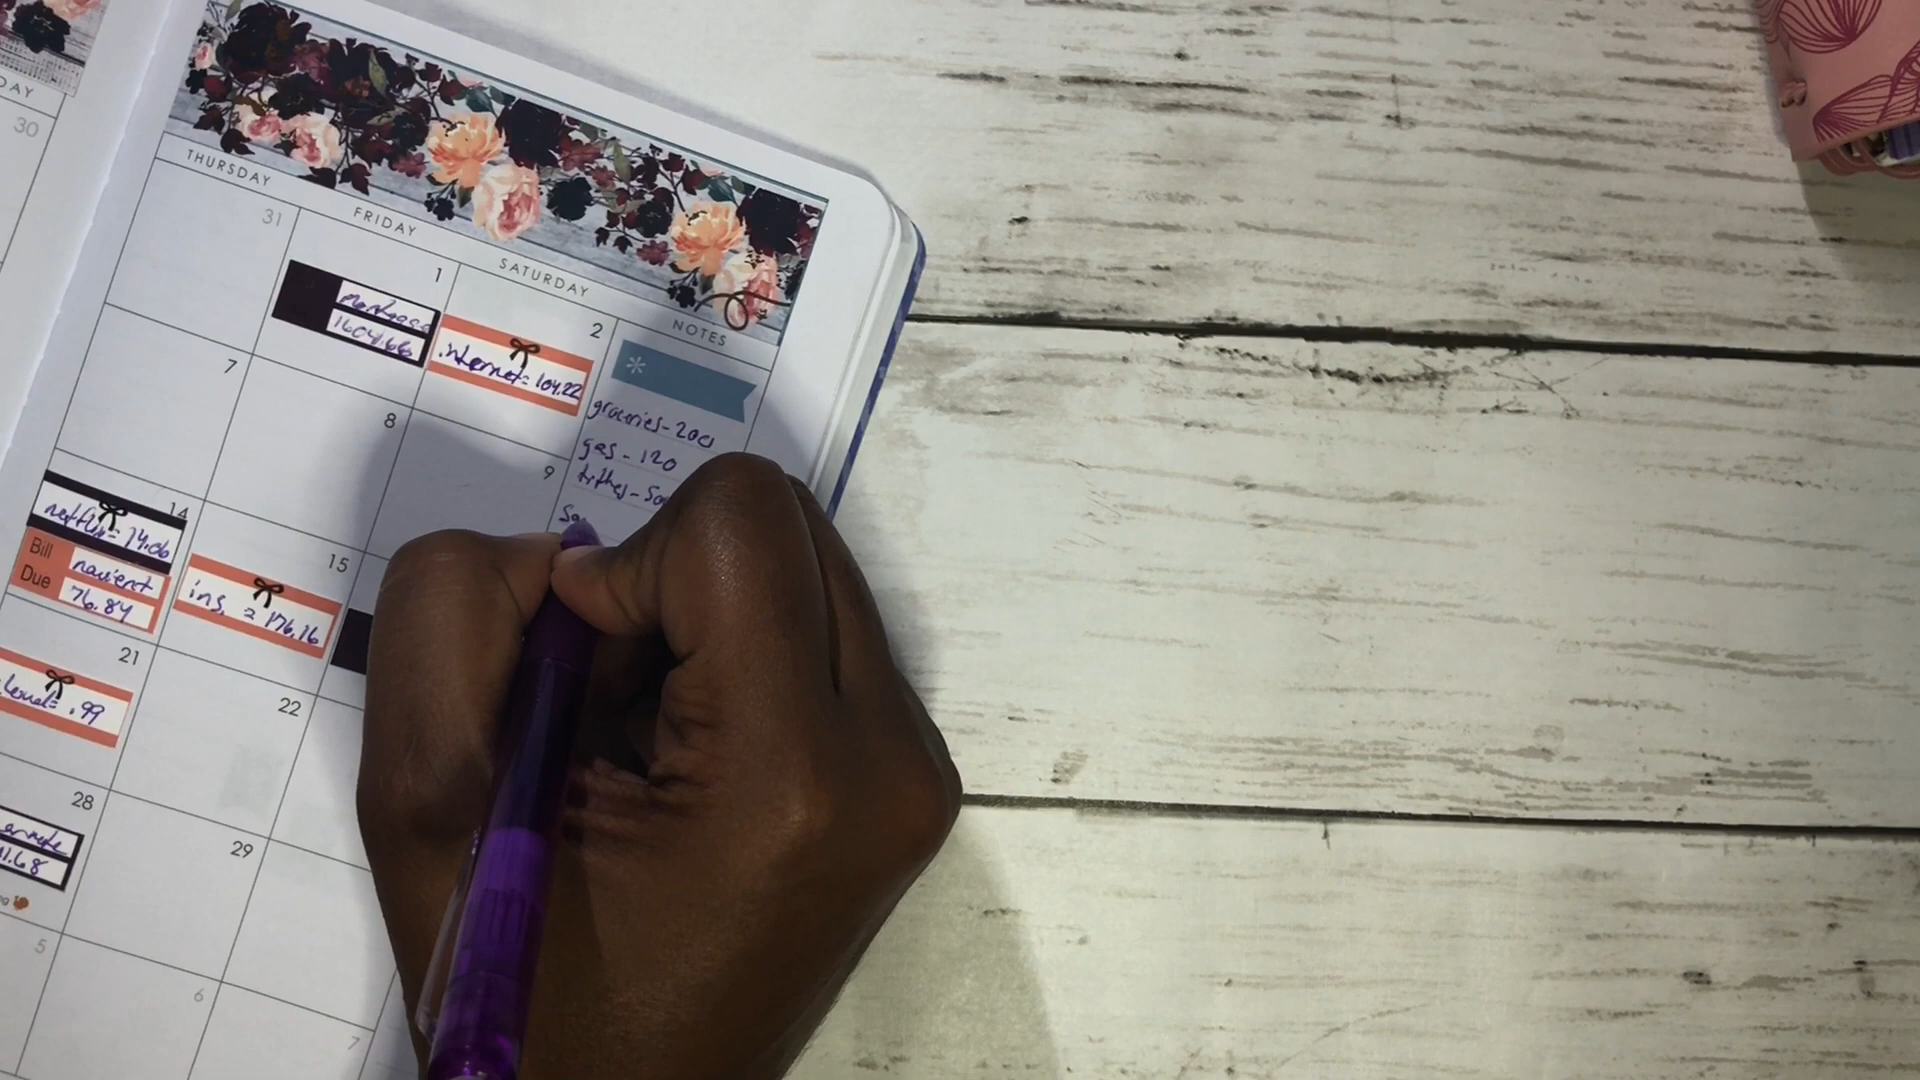 DAY
30
THURSDAY
FRIDAY
SATURDAY
NOTES
31
1
mortgage
1604.66
2
internet= 104.22
*
groceries-200
gas - 120
tithes-
7
8
9
14
netflix= 14.06
Bill
Due
navient
76.84
15
ins. = 176.16
21
= .99
22
28
29
5
6
7